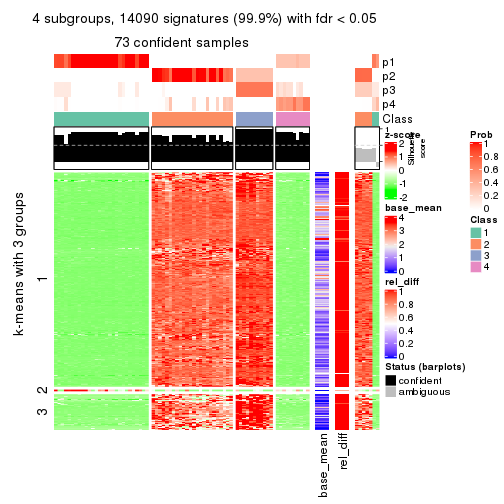 4 subgroups, 14090 signatures (99.9%) with fdr < 0.05
73 confident samples
p1
p2
p3
p4
Class
1
Silhouette
score
z-score
2
1
0
-1
-2
base_mean
4
3
2
1
0
rel_diff
1
0.8
0.6
0.4
0.2
0
Status (barplots)
confident
ambiguous
Prob
1
0.8
0.6
0.4
0.2
0
Class
1
2
3
4
k-means with 3 groups
1
2
3
base_mean
rel_diff